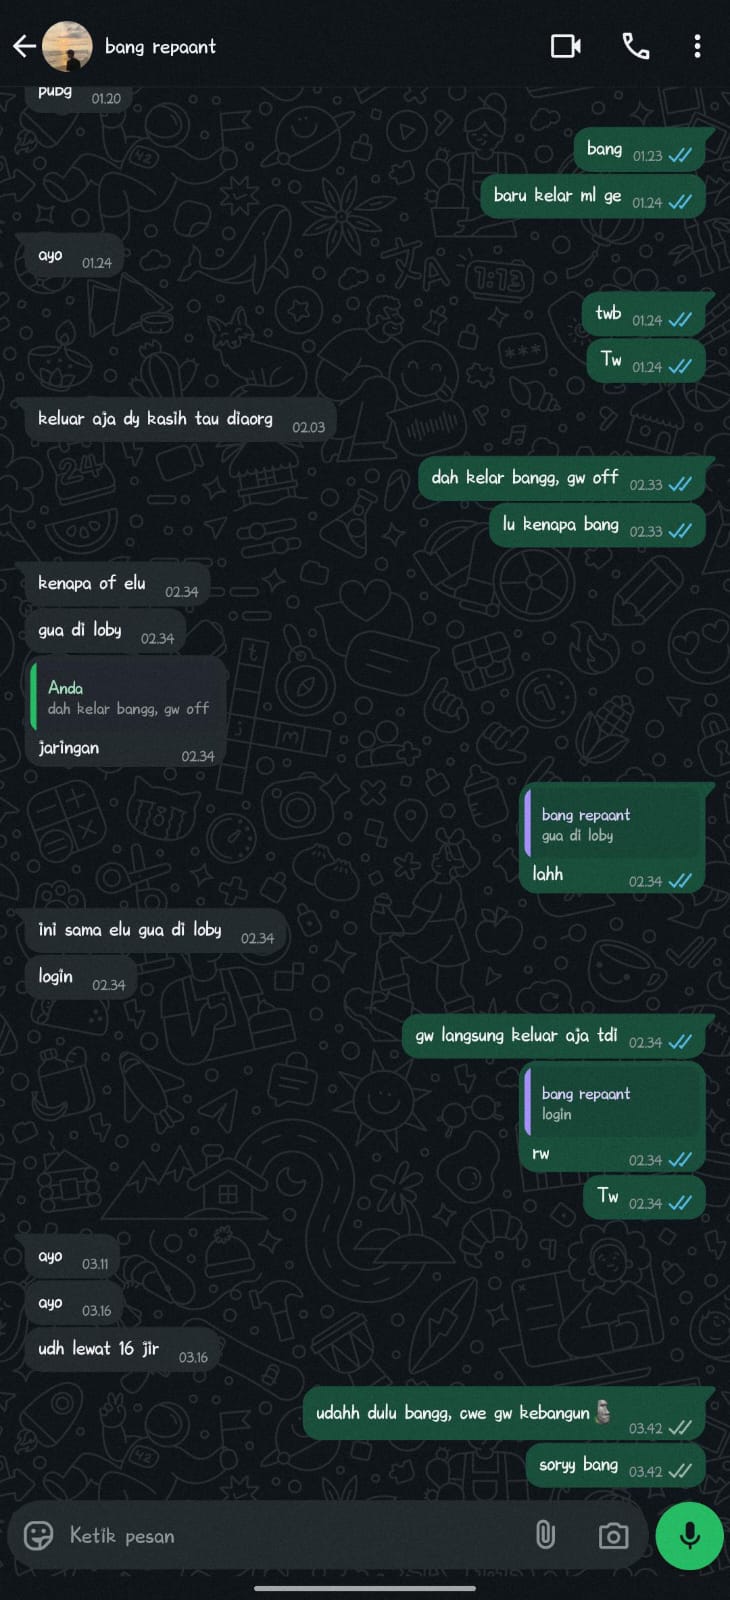 bang repaant
pubg 01.20
bang 01.23
baru kelar ml ge 01.24
ayo 01.24
twb 01.24
Tw 01.24
keluar aja dy kasih tau diaorg 02.03
dah kelar bangg, gw off 02.33
lu kenapa bang 02.33
kenapa of elu 02.34
gua di loby 02.34
Anda
dah kelar bangg, gw off
jaringan 02.34
bang repaant
gua di loby
lahh 02.34
ini sama elu gua di loby 02.34
login 02.34
gw langsung keluar aja tdi 02.34
bang repaant
login
rw 02.34
Tw 02.34
ayo 03.11
ayo 03.16
udh lewat 16 jir 03.16
udahh dulu bangg, cwe gw kebangun🗿 03.42
soryy bang 03.42
Ketik pesan